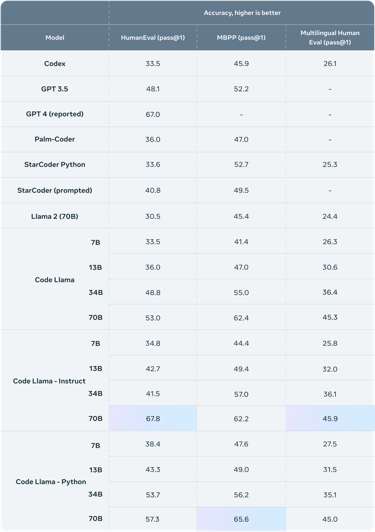 Accuracy, higher is better
Model HumanEval (pass@1) MBPP (pass@1) Multilingual Human
Eval (pass@1)
Codex 33.5 45.9 26.1
GPT 3.5 48.1 52.2 -
GPT 4 (reported) 67.0 - -
Palm-Coder 36.0 47.0 -
StarCoder Python 33.6 52.7 25.3
StarCoder (prompted) 40.8 49.5 -
Llama 2 (70B) 30.5 45.4 24.4
Code Llama
7B 33.5 41.4 26.3
13B 36.0 47.0 30.6
34B 48.8 55.0 36.4
70B 53.0 62.4 45.3
Code Llama - Instruct
7B 34.8 44.4 25.8
13B 42.7 49.4 32.0
34B 41.5 57.0 36.1
70B 67.8 62.2 45.9
Code Llama - Python
7B 38.4 47.6 27.5
13B 43.3 49.0 31.5
34B 53.7 56.2 35.1
70B 57.3 65.6 45.0